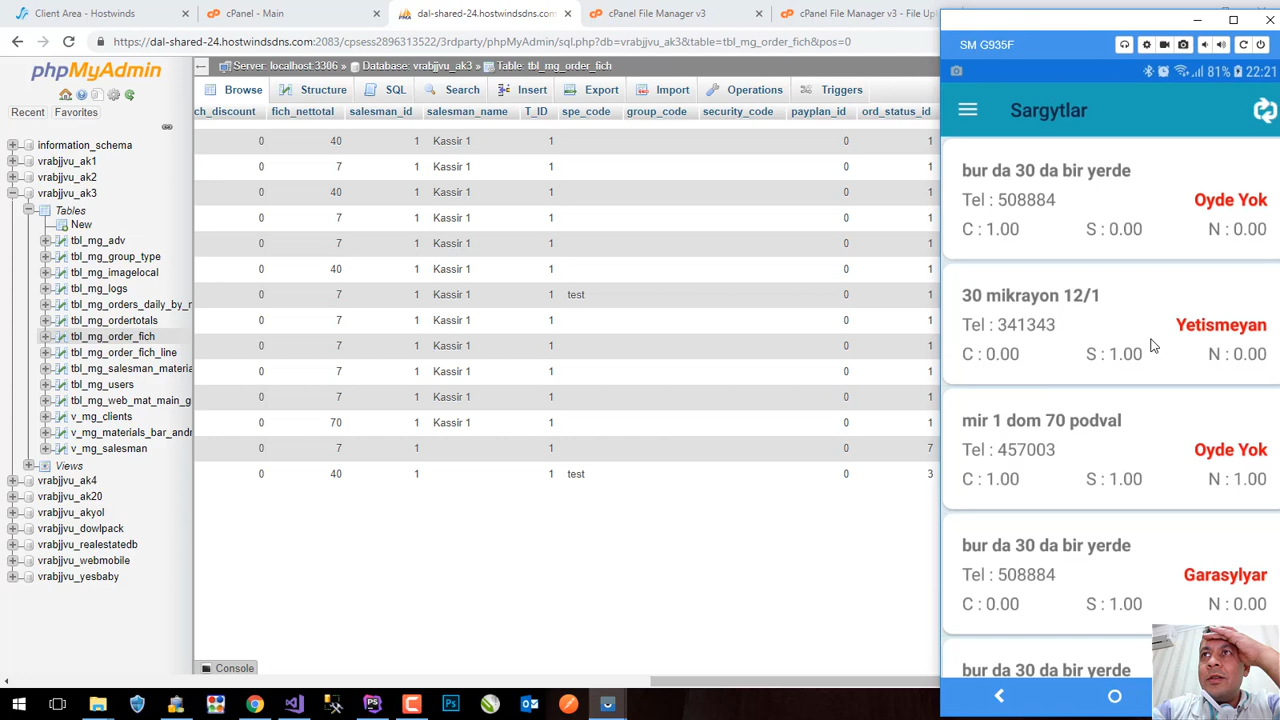 Client Area - Hostwinds
cPanel - Main
dal-shared-24.hostwindsdns.com
cPanel File Manager v3
cPanel File Manager v3 - File Up
https://dal-shared-24.hostwindsdns.com:2083/cpsess2896313522/3rdparty/phpMyAdmin/sql.php?db=vrabjjvu_ak3&table=tbl_mg_order_fich&pos=0
phpMyAdmin
Recent Favorites
information_schema
vrabjjvu_ak1
vrabjjvu_ak2
vrabjjvu_ak3
Tables
New
tbl_mg_adv
tbl_mg_group_type
tbl_mg_imagelocal
tbl_mg_logs
tbl_mg_orders_daily_by_r
tbl_mg_ordertotals
tbl_mg_order_fich
tbl_mg_order_fich_line
tbl_mg_salesman_materia
tbl_mg_users
tbl_mg_web_mat_main_g
v_mg_clients
v_mg_materials_bar_andr
v_mg_salesman
Views
vrabjjvu_ak4
vrabjjvu_ak20
vrabjjvu_akyol
vrabjjvu_dowlpack
vrabjjvu_realestatedb
vrabjjvu_webmobile
vrabjjvu_yesbaby
Server: localhost:3306 » Database: vrabjjvu_ak3 » Table: tbl_mg_order_fich
Browse Structure SQL Search Insert Export Import Operations Triggers
ch_discount fich_nettotal salesman_id salesman_name T_ID spe_code group_code security_code payplan_id ord_status_id
0 40 1 Kassir 1 1 0 1
0 7 1 Kassir 1 1 0 1
0 40 1 Kassir 1 1 0 1
0 7 1 Kassir 1 1 0 1
0 7 1 Kassir 1 1 0 1
0 40 1 Kassir 1 1 0 1
0 7 1 Kassir 1 1 test 0 1
0 7 1 Kassir 1 1 0 1
0 7 1 Kassir 1 1 0 1
0 7 1 Kassir 1 1 0 1
0 7 1 Kassir 1 1 0 1
0 70 1 Kassir 1 1 0 1
0 7 1 1 0 7
0 40 1 1 test 0 3
Console
SM G935F
81% 22:21
Sargytlar
bur da 30 da bir yerde
Tel : 508884 Oyde Yok
C : 1.00 S : 0.00 N : 0.00
30 mikrayon 12/1
Tel : 341343 Yetismeyan
C : 0.00 S : 1.00 N : 0.00
mir 1 dom 70 podval
Tel : 457003 Oyde Yok
C : 1.00 S : 1.00 N : 1.00
bur da 30 da bir yerde
Tel : 508884 Garasylyar
C : 0.00 S : 1.00 N : 0.00
bur da 30 da bir yerde